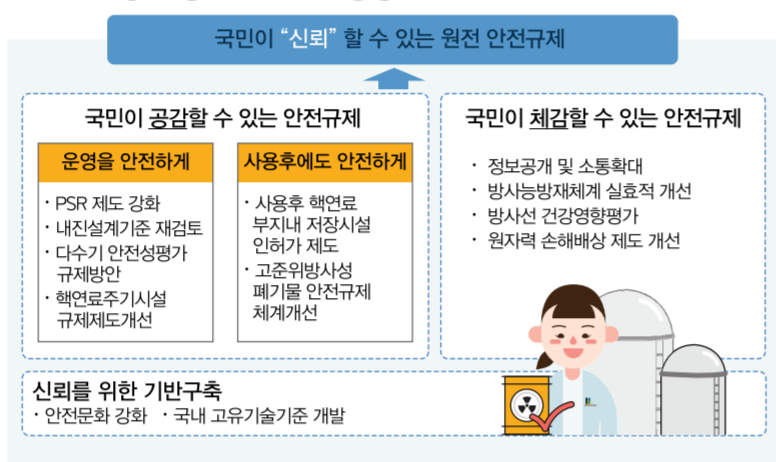 국민이 “신뢰” 할 수 있는 원전 안전규제
국민이 공감할 수 있는 안전규제
운영을 안전하게
· PSR 제도 강화
· 내진설계기준 재검토
· 다수기 안전성평가
규제방안
· 핵연료주기시설
규제제도개선
사용후에도 안전하게
· 사용후 핵연료
부지내 저장시설
인허가 제도
· 고준위방사성
폐기물 안전규제
체계개선
국민이 체감할 수 있는 안전규제
· 정보공개 및 소통확대
· 방사능방재체계 실효적 개선
· 방사선 건강영향평가
· 원자력 손해배상 제도 개선
신뢰를 위한 기반구축
· 안전문화 강화 · 국내 고유기술기준 개발